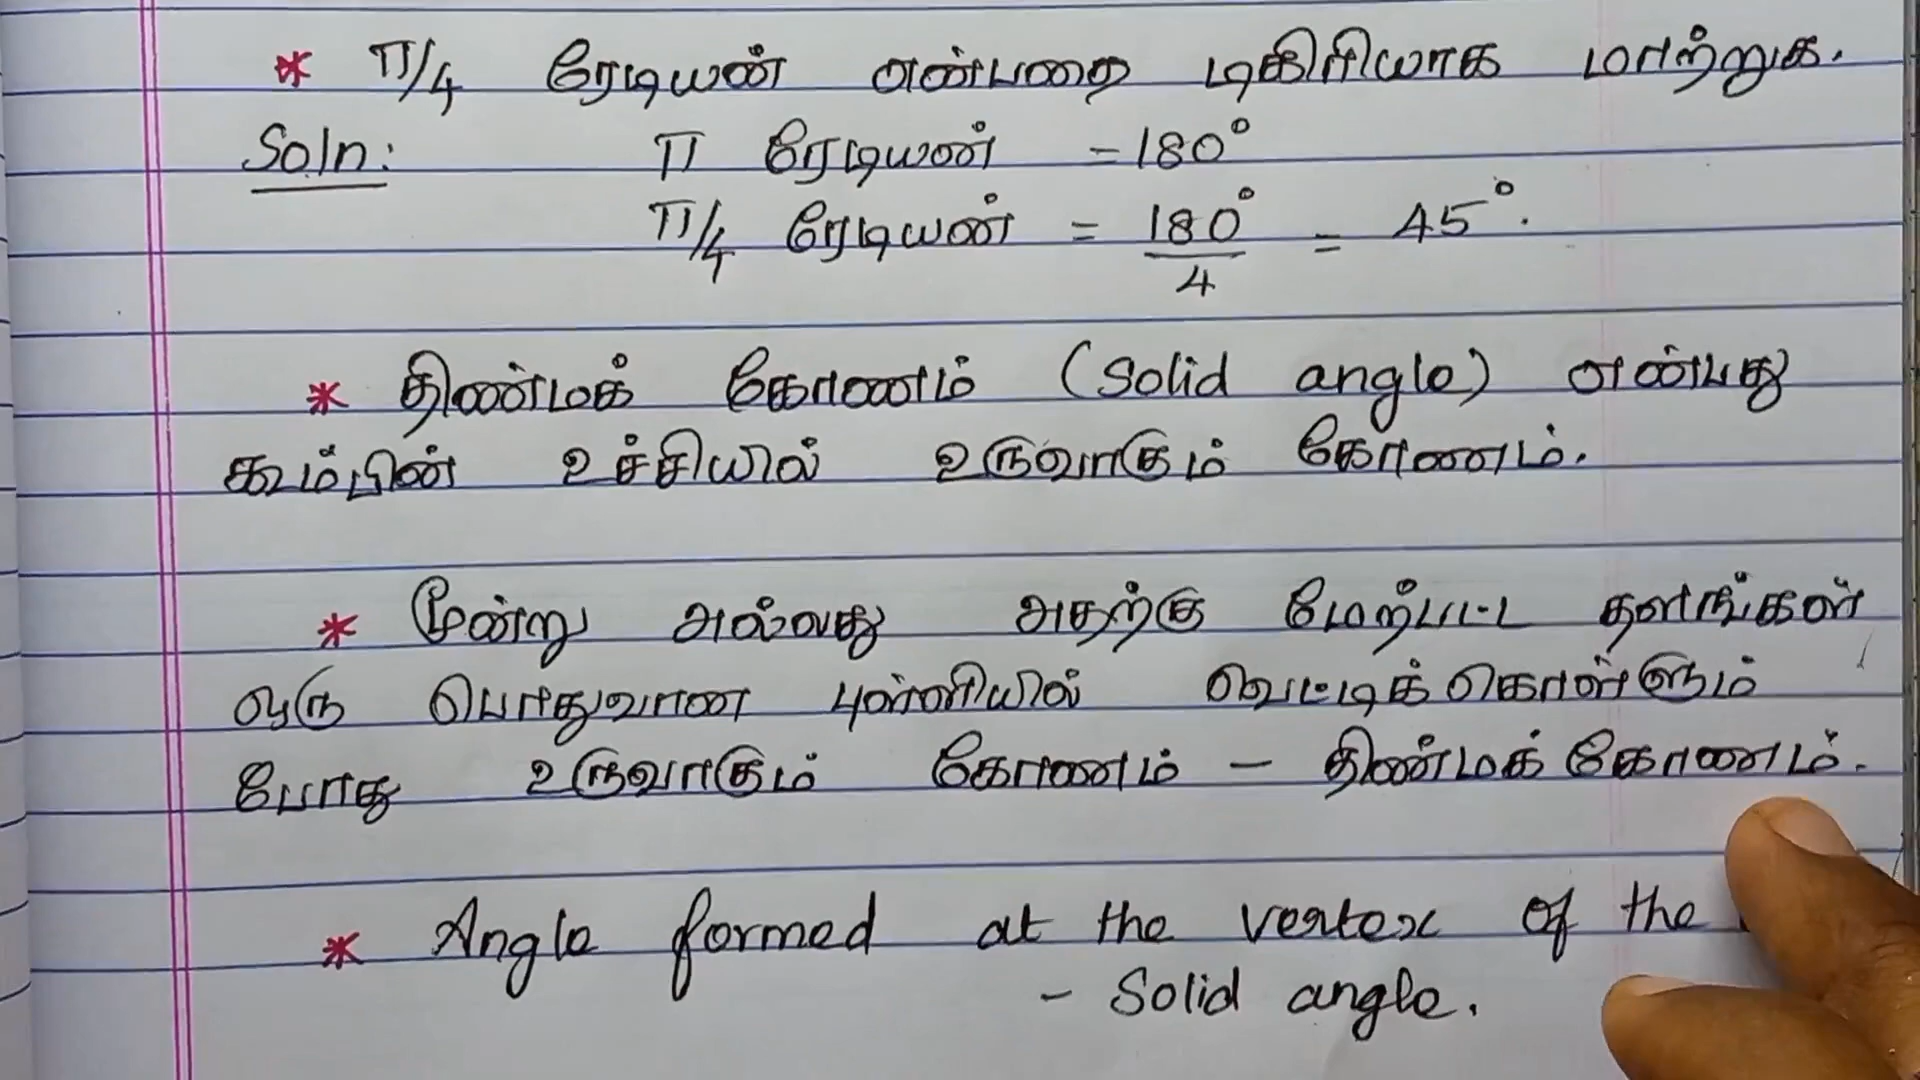 * π/4 ரேடியன் என்பதை டிகிரியாக மாற்றுக.
Soln: π ரேடியன் = 180°
π/4 ரேடியன் = 180°/4 = 45°.
* திண்மக் கோணம் (Solid angle) என்பது
கூம்பின் உச்சியில் உருவாகும் கோணம்.
* மூன்று அல்லது அதற்கு மேற்பட்ட தளங்கள்
ஒரு பொதுவான புள்ளியில் வெட்டிக்கொள்ளும்
போது உருவாகும் கோணம் - திண்மக்கோணம்.
* Angle formed at the vertex of the
- Solid angle.